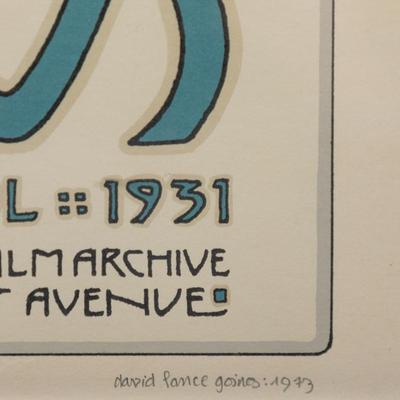 L :: 1931
ILM ARCHIVE
T AVENUE
david lance goines: 1973